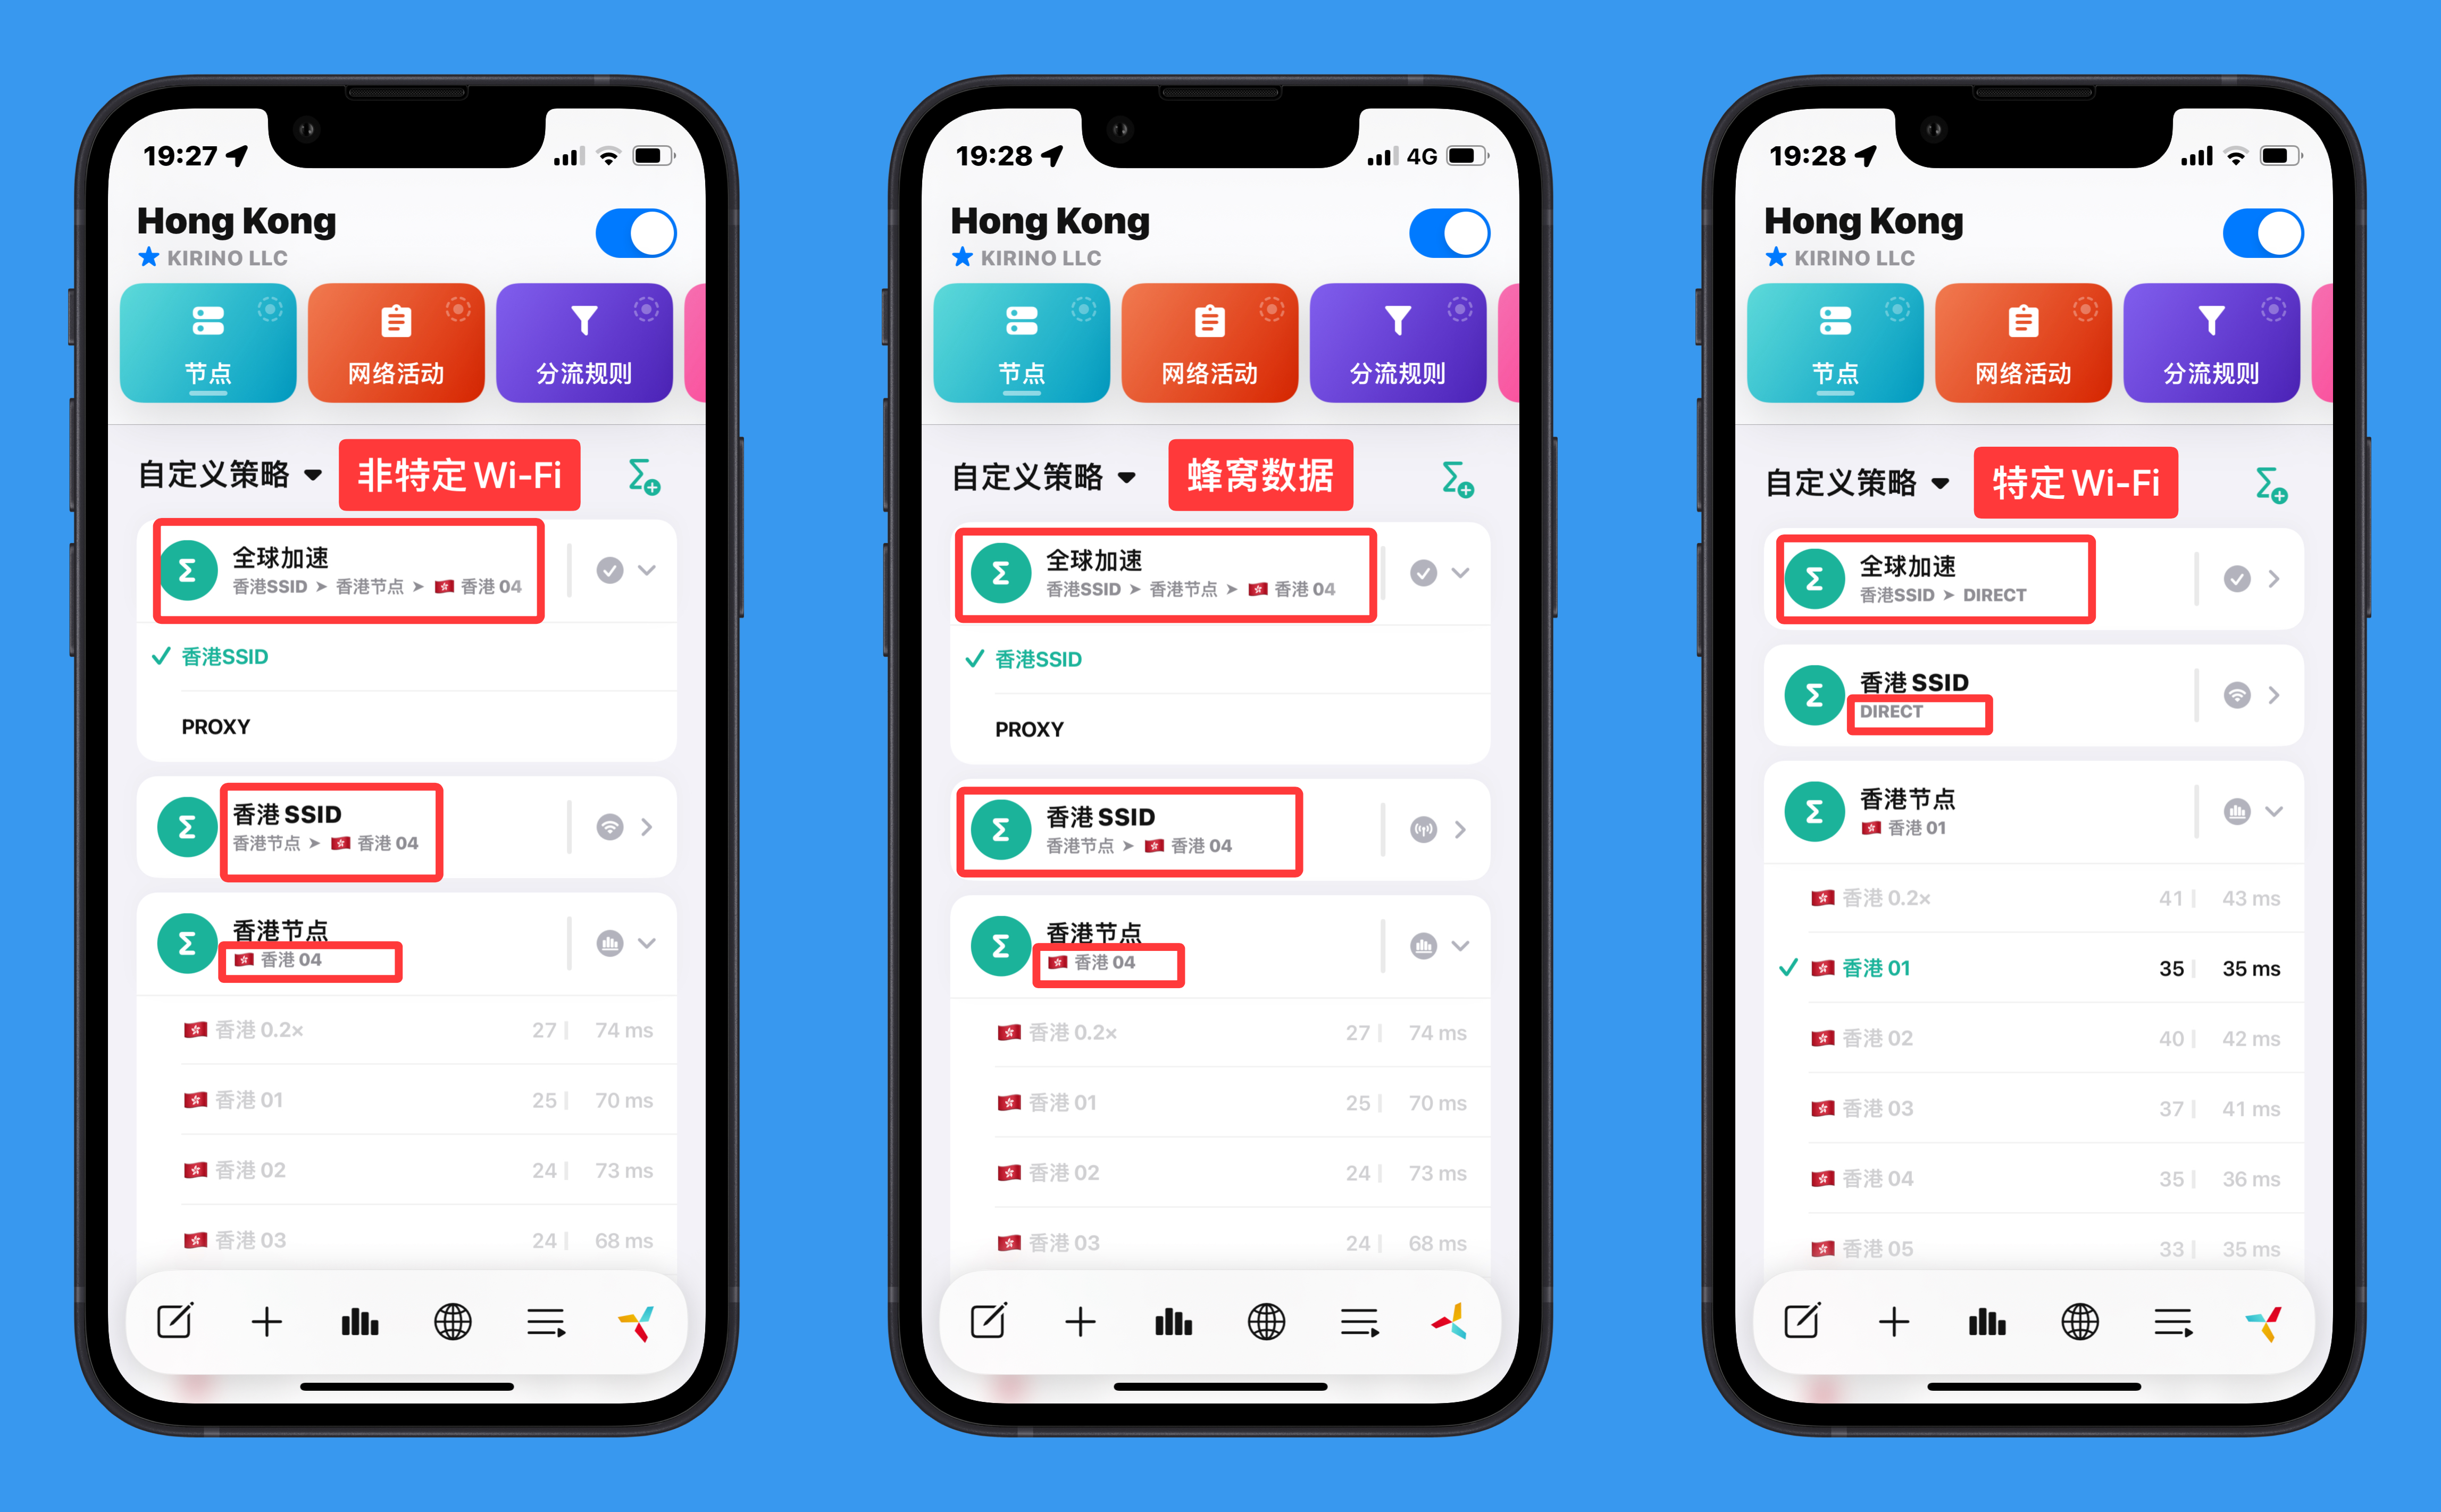 19:27
Hong Kong
KIRINO LLC
节点
网络活动
分流规则
自定义策略
非特定 Wi-Fi
全球加速
香港SSID ➤ 香港节点 ➤ 🇭🇰 香港 04
香港SSID
PROXY
香港 SSID
香港节点 ➤ 🇭🇰 香港 04
香港节点
🇭🇰 香港 04
🇭🇰 香港 0.2× 27 74 ms
🇭🇰 香港 01 25 70 ms
🇭🇰 香港 02 24 73 ms
🇭🇰 香港 03 24 68 ms
19:28 4G
Hong Kong
KIRINO LLC
节点
网络活动
分流规则
自定义策略
蜂窝数据
全球加速
香港SSID ➤ 香港节点 ➤ 🇭🇰 香港 04
香港SSID
PROXY
香港 SSID
香港节点 ➤ 🇭🇰 香港 04
香港节点
🇭🇰 香港 04
🇭🇰 香港 0.2× 27 74 ms
🇭🇰 香港 01 25 70 ms
🇭🇰 香港 02 24 73 ms
🇭🇰 香港 03 24 68 ms
19:28
Hong Kong
KIRINO LLC
节点
网络活动
分流规则
自定义策略
特定 Wi-Fi
全球加速
香港SSID ➤ DIRECT
香港 SSID
DIRECT
香港节点
🇭🇰 香港 01
🇭🇰 香港 0.2× 41 43 ms
🇭🇰 香港 01 35 35 ms
🇭🇰 香港 02 40 42 ms
🇭🇰 香港 03 37 41 ms
🇭🇰 香港 04 35 36 ms
🇭🇰 香港 05 33 35 ms